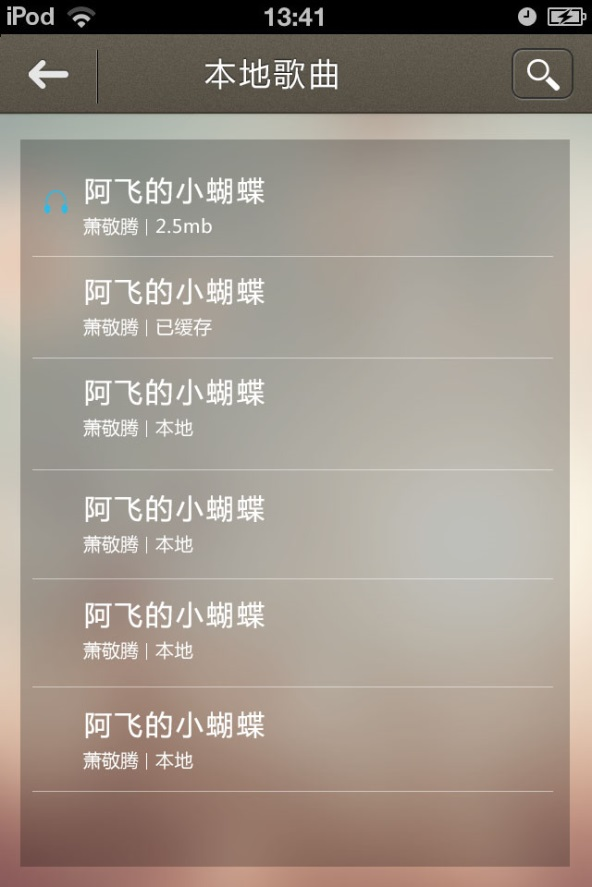 iPod 13:41
本地歌曲
阿飞的小蝴蝶
萧敬腾 | 2.5mb
阿飞的小蝴蝶
萧敬腾 | 已缓存
阿飞的小蝴蝶
萧敬腾 | 本地
阿飞的小蝴蝶
萧敬腾 | 本地
阿飞的小蝴蝶
萧敬腾 | 本地
阿飞的小蝴蝶
萧敬腾 | 本地